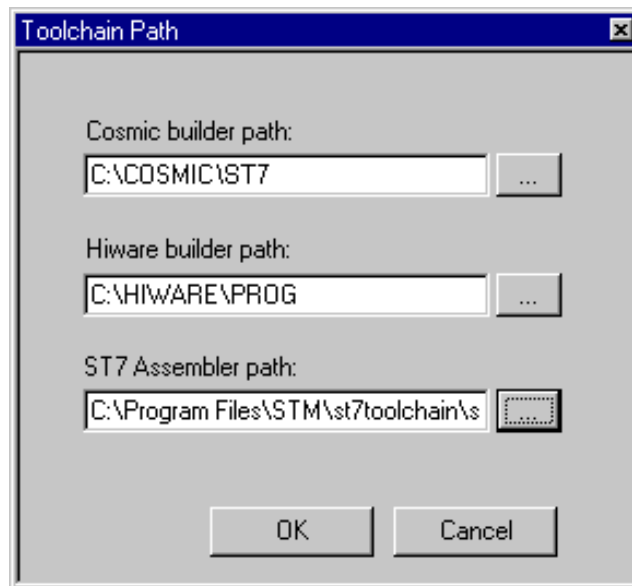 Toolchain Path
Cosmic builder path:
C:\COSMIC\ST7
...
Hiware builder path:
C:\HIWARE\PROG
...
ST7 Assembler path:
C:\Program Files\STM\st7toolchain\s
...
OK
Cancel